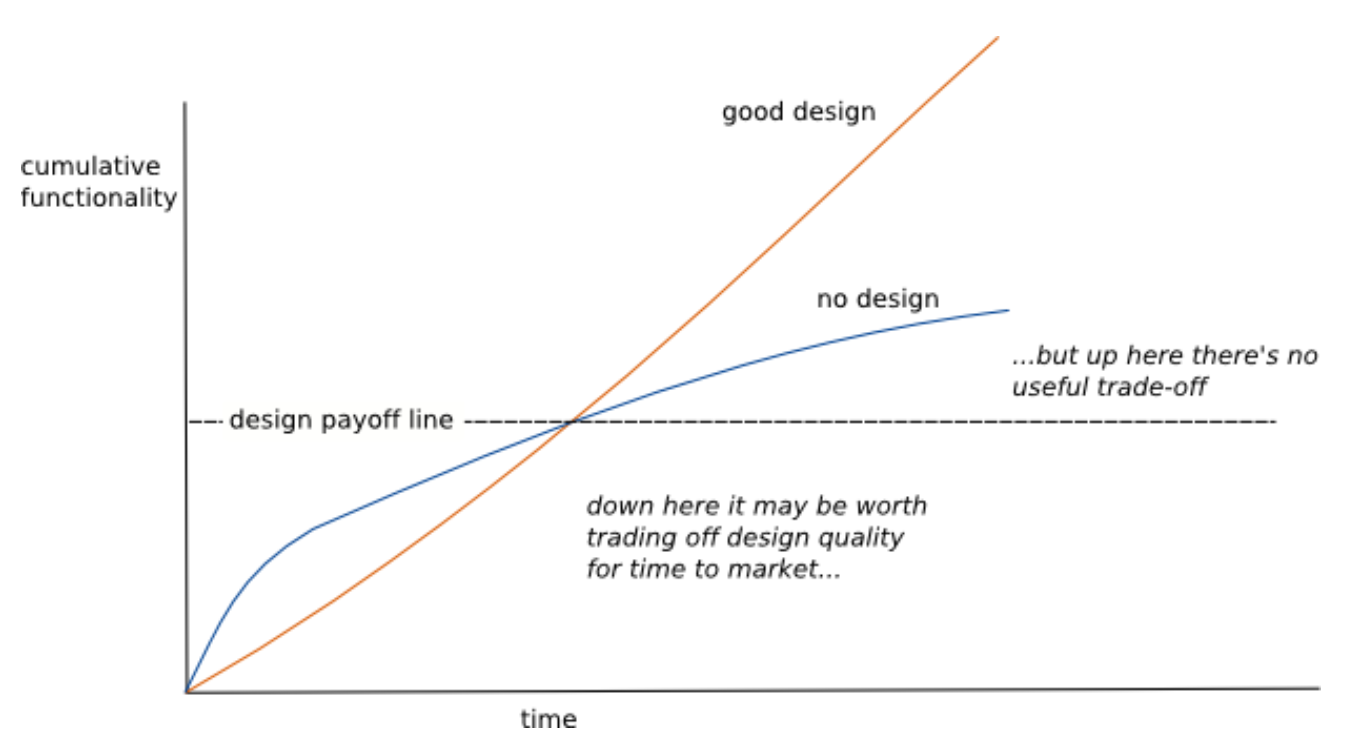 good design
cumulative
functionality
no design
...but up here there's no
useful trade-off
design payoff line
down here it may be worth
trading off design quality
for time to market...
time